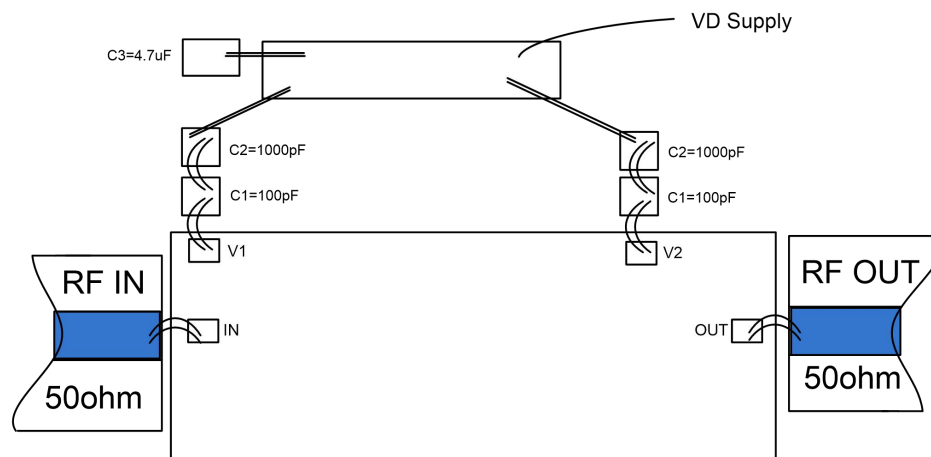 VD Supply
C3=4.7uF
C2=1000pF
C2=1000pF
C1=100pF
C1=100pF
V1
V2
RF IN
RF OUT
IN
OUT
50ohm
50ohm